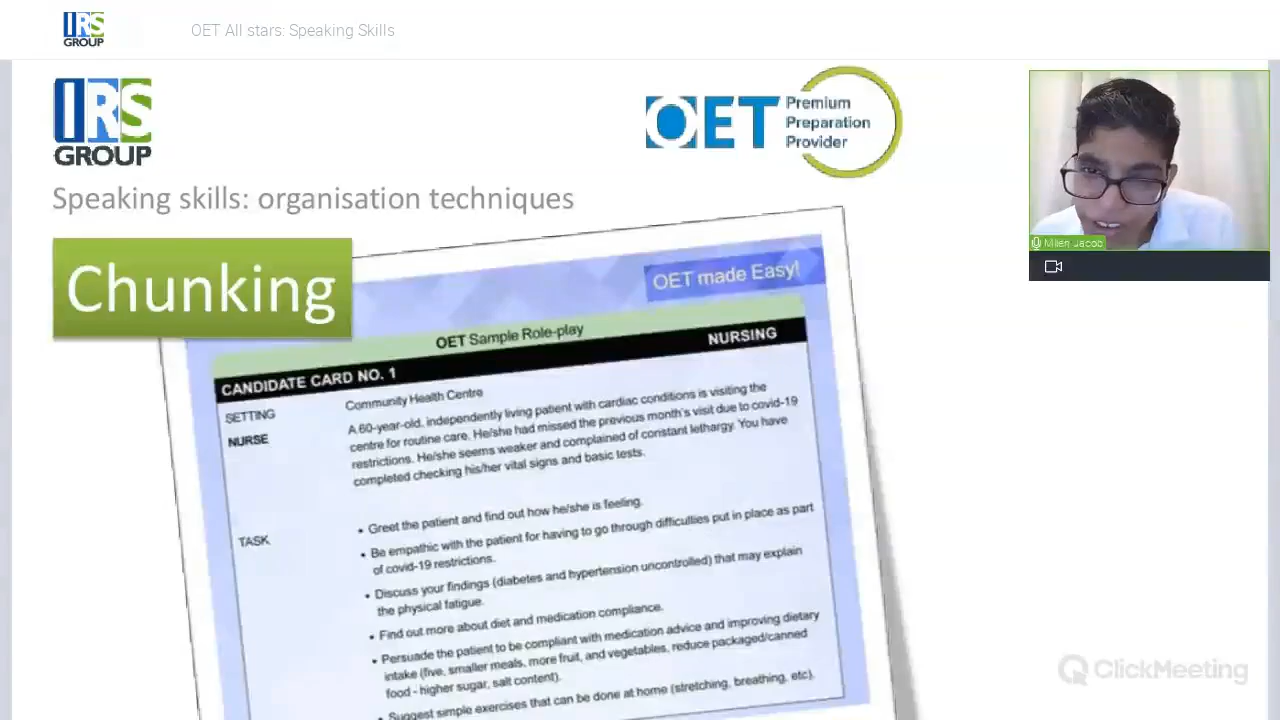 IRS
GROUP
OET All stars: Speaking Skills
IRS
GROUP
OET Premium
Preparation
Provider
Speaking skills: organisation techniques
Chunking
OET made Easy!
OET Sample Role-play
CANDIDATE CARD NO. 1 NURSING
SETTING Community Health Centre
NURSE A 60-year-old, independently living patient with cardiac conditions is visiting the
centre for routine care. He/she had missed the previous month's visit due to covid-19
restrictions. He/she seems weaker and complained of constant lethargy. You have
completed checking his/her vital signs and basic tests.
TASK • Greet the patient and find out how he/she is feeling.
• Be empathic with the patient for having to go through difficulties put in place as part
of covid-19 restrictions.
• Discuss your findings (diabetes and hypertension uncontrolled) that may explain
the physical fatigue.
• Find out more about diet and medication compliance.
• Persuade the patient to be compliant with medication advice and improving dietary
intake (five, smaller meals, more fruit, and vegetables, reduce packaged/canned
food - higher sugar, salt content).
• Suggest simple exercises that can be done at home (stretching, breathing, etc).
Milen Jacob
ClickMeeting